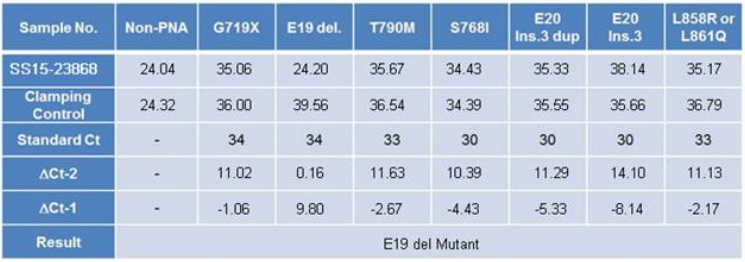 Sample No. Non-PNA G719X E19 del. T790M S768I E20 Ins.3 dup E20 Ins.3 L858R or L861Q
SS15-23868 24.04 35.06 24.20 35.67 34.43 35.33 38.14 35.17
Clamping Control 24.32 36.00 39.56 36.54 34.39 35.55 35.66 36.79
Standard Ct - 34 34 33 30 30 30 33
ΔCt-2 - 11.02 0.16 11.63 10.39 11.29 14.10 11.13
ΔCt-1 - -1.06 9.80 -2.67 -4.43 -5.33 -8.14 -2.17
Result E19 del Mutant